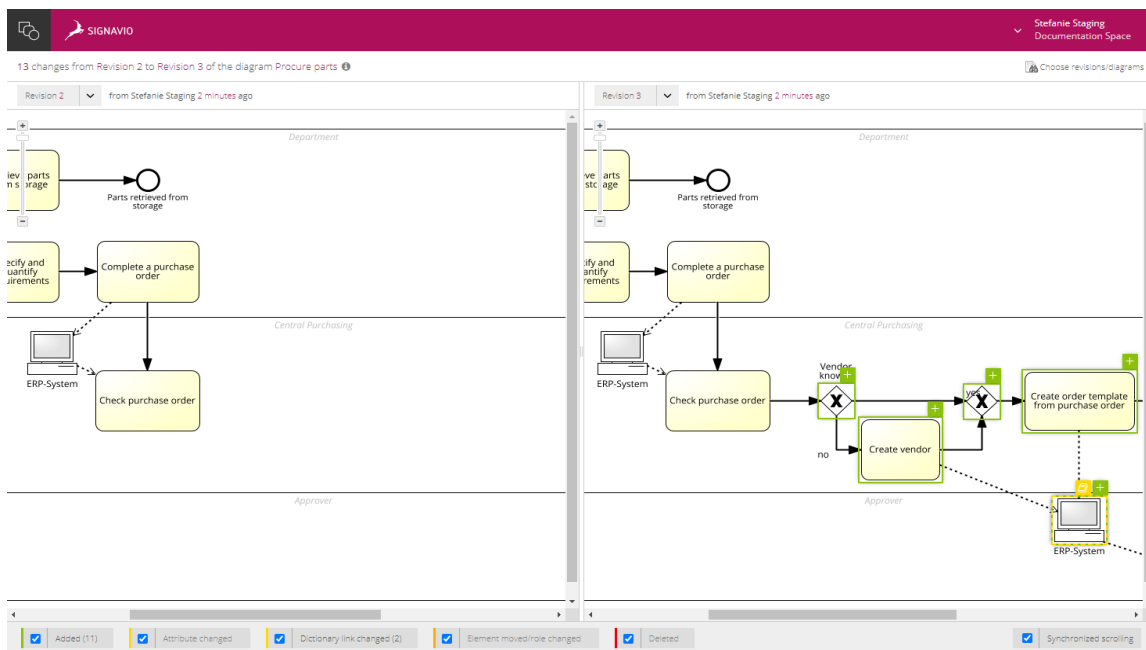 SIGNAVIO
Stefanie Staging
Documentation Space
13 changes from Revision 2 to Revision 3 of the diagram Procure parts
Choose revisions/diagrams
Revision 2
from Stefanie Staging 2 minutes ago
Revision 3
from Stefanie Staging 2 minutes ago
Department
parts
Parts retrieved from
storage
Complete a purchase
order
Central Purchasing
ERP-System
Check purchase order
Approver
Department
Parts retrieved from
storage
Complete a purchase
order
Central Purchasing
ERP-System
Check purchase order
Vendor
yes
no
Create vendor
Create order template
from purchase order
Approver
ERP-System
Added (11)
Attribute changed
Dictionary link changed (2)
Element moved/role changed
Deleted
Synchronized scrolling